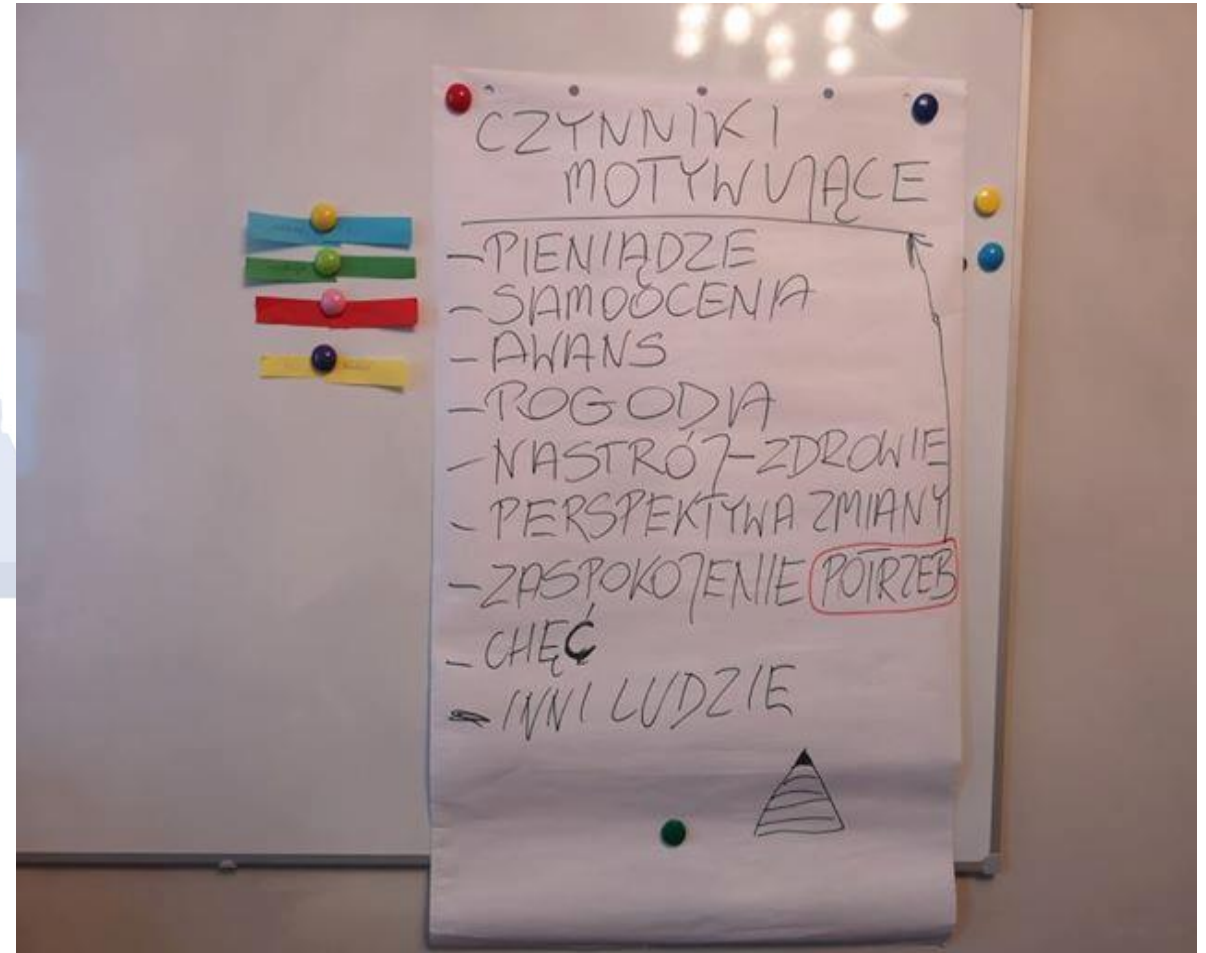 CZYNNIKI
MOTYWUJĄCE
- PIENIĄDZE
- SAMOOCENA
- AWANS
- POGODA
- NASTRÓJ - ZDROWIE
- PERSPEKTYWA ZMIANY
- ZASPOKOJENIE POTRZEB
- CHĘĆ
- INNI LUDZIE